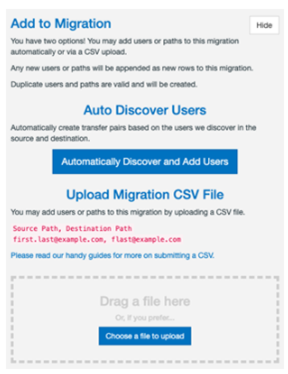 Add to Migration
Hide
You have two options! You may add users or paths to this migration
automatically or via a CSV upload.
Any new users or paths will be appended as new rows to this migration.
Duplicate users and paths are valid and will be created.
Auto Discover Users
Automatically create transfer pairs based on the users we discover in the
source and destination.
Automatically Discover and Add Users
Upload Migration CSV File
You may add users or paths to this migration by uploading a CSV file.
Source Path, Destination Path
first.last@example.com, flast@example.com
Please read our handy guides for more on submitting a CSV.
Drag a file here
Or, if you prefer...
Choose a file to upload